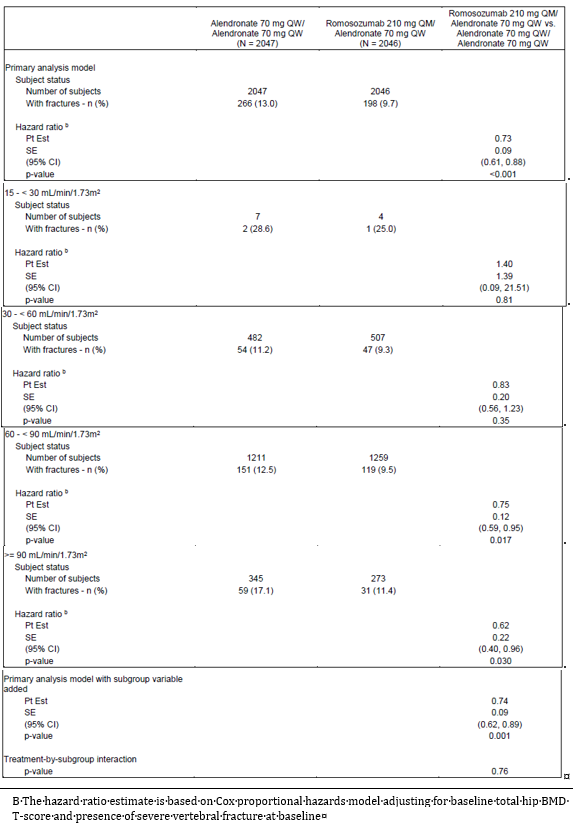 Alendronate 70 mg QW/
Alendronate 70 mg QW
(N = 2047)
Romosozumab 210 mg QM/
Alendronate 70 mg QW
(N = 2046)
Romosozumab 210 mg QM/
Alendronate 70 mg QW vs.
Alendronate 70 mg QW/
Alendronate 70 mg QW
Primary analysis model
Subject status
Number of subjects 2047 2046
With fractures - n (%) 266 (13.0) 198 (9.7)
Hazard ratio b
Pt Est 0.73
SE 0.09
(95% CI) (0.61, 0.88)
p-value <0.001
15 - < 30 mL/min/1.73m²
Subject status
Number of subjects 7 4
With fractures - n (%) 2 (28.6) 1 (25.0)
Hazard ratio b
Pt Est 1.40
SE 1.39
(95% CI) (0.09, 21.51)
p-value 0.81
30 - < 60 mL/min/1.73m²
Subject status
Number of subjects 482 507
With fractures - n (%) 54 (11.2) 47 (9.3)
Hazard ratio b
Pt Est 0.83
SE 0.20
(95% CI) (0.56, 1.23)
p-value 0.35
60 - < 90 mL/min/1.73m²
Subject status
Number of subjects 1211 1259
With fractures - n (%) 151 (12.5) 119 (9.5)
Hazard ratio b
Pt Est 0.75
SE 0.12
(95% CI) (0.59, 0.95)
p-value 0.017
>= 90 mL/min/1.73m²
Subject status
Number of subjects 345 273
With fractures - n (%) 59 (17.1) 31 (11.4)
Hazard ratio b
Pt Est 0.62
SE 0.22
(95% CI) (0.40, 0.96)
p-value 0.030
Primary analysis model with subgroup variable
added
Pt Est 0.74
SE 0.09
(95% CI) (0.62, 0.89)
p-value 0.001
Treatment-by-subgroup interaction
p-value 0.76
B·The·hazard·ratio·estimate·is·based·on·Cox·proportional·hazards·model·adjusting·for·baseline·total·hip·BMD·
T-score·and·presence·of·severe·vertebral·fracture·at·baseline¤